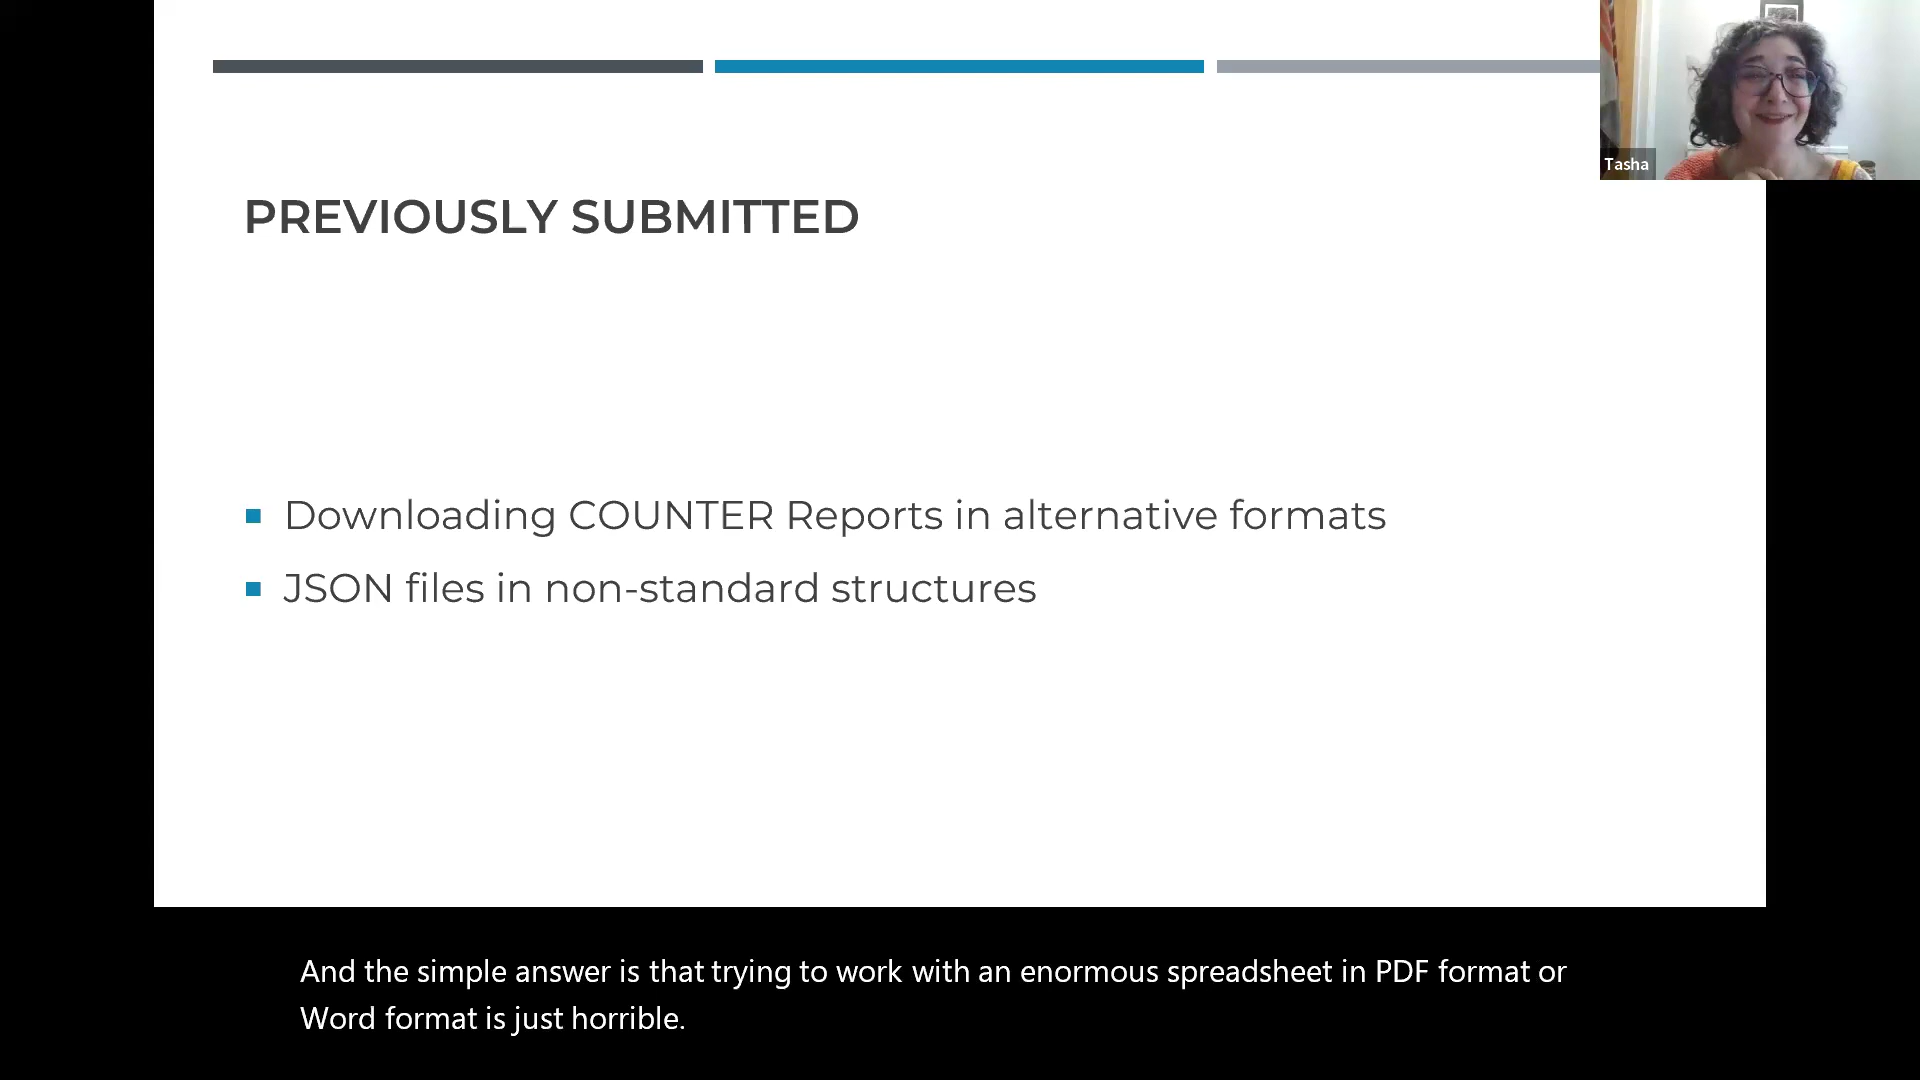 Tasha
PREVIOUSLY SUBMITTED
Downloading COUNTER Reports in alternative formats
JSON files in non-standard structures
And the simple answer is that trying to work with an enormous spreadsheet in PDF format or
Word format is just horrible.